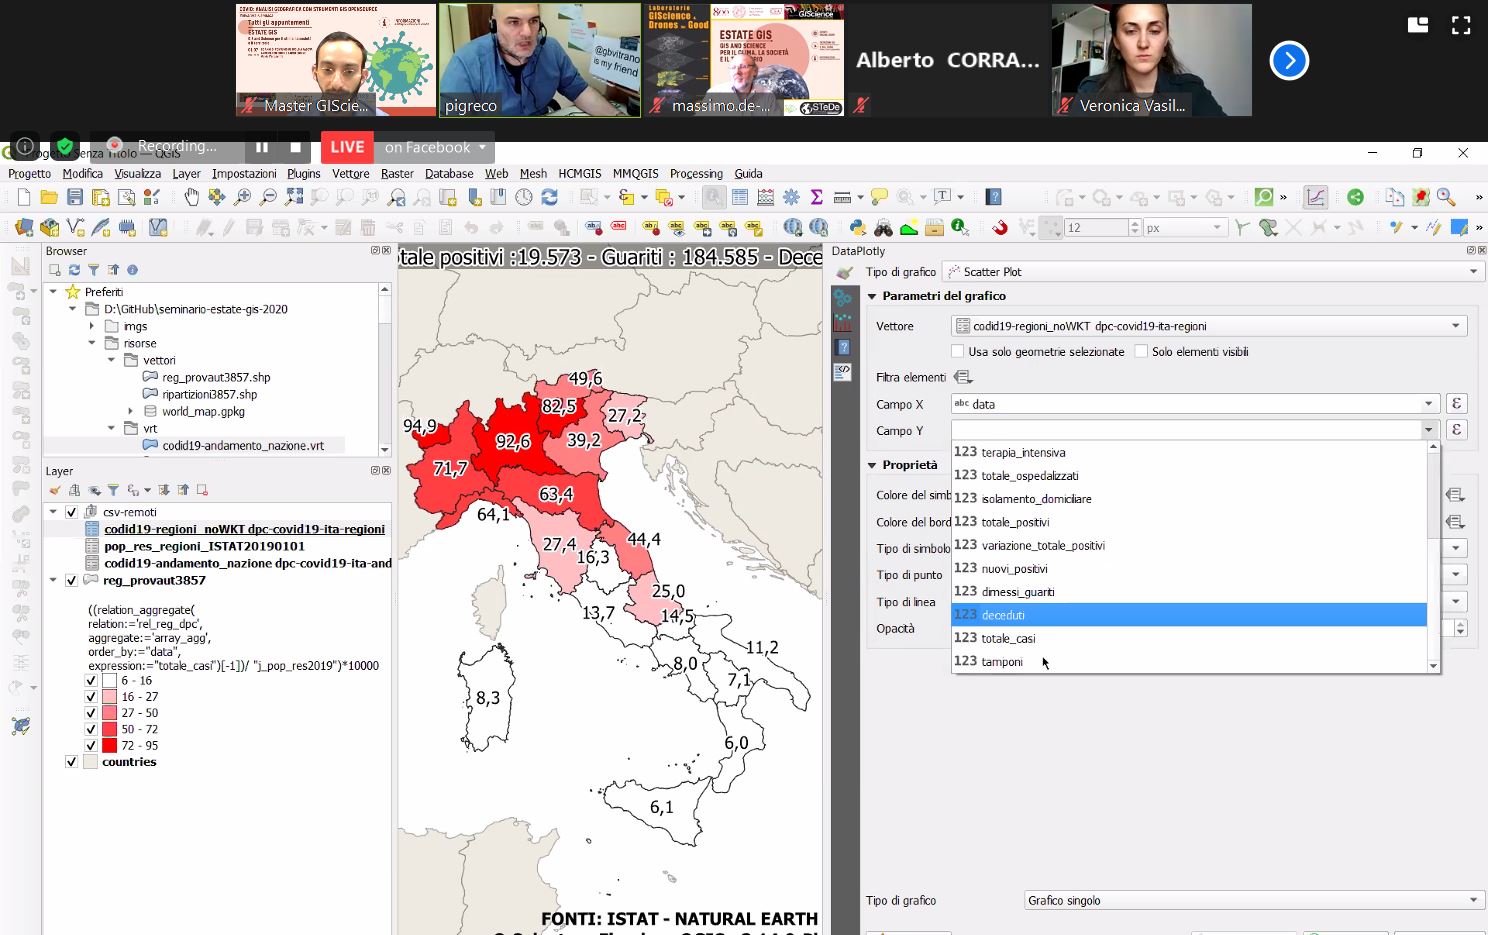 COVID: ANALISI GEOGRAFICA CON STRUMENTI GIS OPENSOURCE
Tutti gli appuntamenti
ESTATE GIS
Master GIScie...
@gbvitrano
is my friend
pigreco
Laboratorio
GIScience &
Drones for Good
GIScience
ESTATE GIS
GIS AND SCIENCE
PER IL CLIMA, LA SOCIETÀ
E IL TERRITORIO
STeDe
massimo.de-...
Alberto CORRA...
Veronica Vasil...
Recording...
LIVE
on Facebook
Progetto Senza Titolo — QGIS
Progetto Modifica Visualizza Layer Impostazioni Plugins Vettore Raster Database Web Mesh HCMGIS MMQGIS Processing Guida
12 px
Browser
Preferiti
D:\GitHub\seminario-estate-gis-2020
imgs
risorse
vettori
reg_provaut3857.shp
ripartizioni3857.shp
world_map.gpkg
vrt
codid19-andamento_nazione.vrt
Layer
csv-remoti
codid19-regioni_noWKT dpc-covid19-ita-regioni
pop_res_regioni_ISTAT20190101
codid19-andamento_nazione dpc-covid19-ita-and
reg_provaut3857
((relation_aggregate(
relation:='rel_reg_dpc',
aggregate:='array_agg',
order_by:="data",
expression:="totale_casi")[-1])/ "j_pop_res2019")*10000
6 - 16
16 - 27
27 - 50
50 - 72
72 - 95
countries
tale positivi :19.573 - Guariti : 184.585 - Dece
49,6
82,5
27,2
94,9
92,6
39,2
71,7
63,4
64,1
27,4
16,3
44,4
25,0
13,7
14,5
11,2
8,0
7,1
8,3
6,0
6,1
FONTI: ISTAT - NATURAL EARTH
DataPlotly
Tipo di grafico Scatter Plot
Parametri del grafico
Vettore codid19-regioni_noWKT dpc-covid19-ita-regioni
Usa solo geometrie selezionate Solo elementi visibili
Filtra elementi
Campo X abc data
Campo Y
123 terapia_intensiva
123 totale_ospedalizzati
123 isolamento_domiciliare
123 totale_positivi
123 variazione_totale_positivi
123 nuovi_positivi
123 dimessi_guariti
123 deceduti
123 totale_casi
123 tamponi
Proprietà
Colore del simb
Colore del bord
Tipo di simbolo
Tipo di punto
Tipo di linea
Opacità
Tipo di grafico Grafico singolo